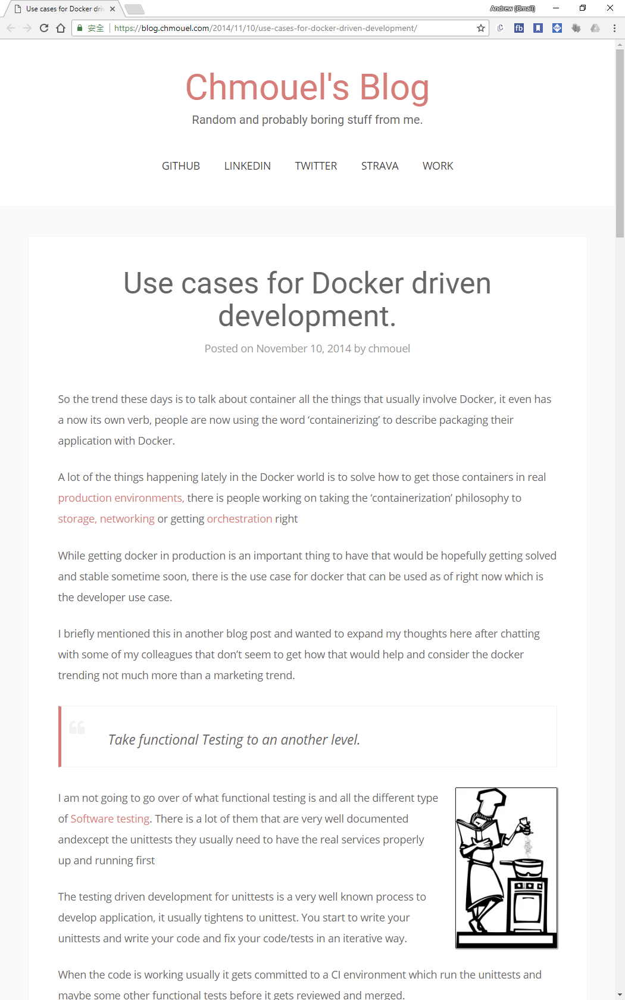 Use cases for Docker driv
Andrew (Gmail)
安全 https://blog.chmouel.com/2014/11/10/use-cases-for-docker-driven-development/
fb
Chmouel's Blog
Random and probably boring stuff from me.
GITHUB LINKEDIN TWITTER STRAVA WORK
Use cases for Docker driven
development.
Posted on November 10, 2014 by chmouel
So the trend these days is to talk about container all the things that usually involve Docker, it even has
a now its own verb, people are now using the word ‘containerizing’ to describe packaging their
application with Docker.
A lot of the things happening lately in the Docker world is to solve how to get those containers in real
production environments, there is people working on taking the ‘containerization’ philosophy to
storage, networking or getting orchestration right
While getting docker in production is an important thing to have that would be hopefully getting solved
and stable sometime soon, there is the use case for docker that can be used as of right now which is
the developer use case.
I briefly mentioned this in another blog post and wanted to expand my thoughts here after chatting
with some of my colleagues that don’t seem to get how that would help and consider the docker
trending not much more than a marketing trend.
Take functional Testing to an another level.
I am not going to go over of what functional testing is and all the different type
of Software testing. There is a lot of them that are very well documented
andexcept the unittests they usually need to have the real services properly
up and running first
The testing driven development for unittests is a very well known process to
develop application, it usually tightens to unittest. You start to write your
unittests and write your code and fix your code/tests in an iterative way.
When the code is working usually it gets committed to a CI environment which run the unittests and
maybe some other functional tests before it gets reviewed and merged.